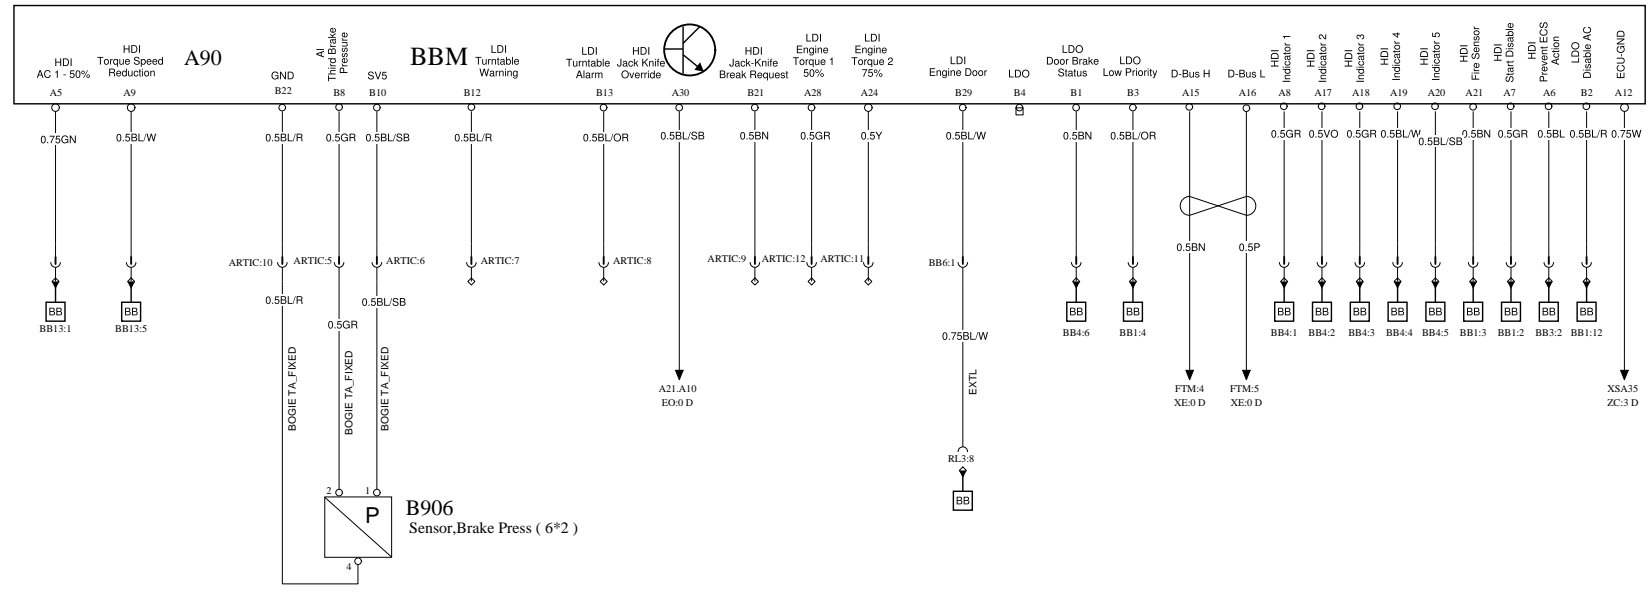 A90
BBM
HDI
AC 1 - 50%
A5
HDI
Torque Speed
Reduction
A9
GND
B22
AI
Third Brake
Pressure
B8
SV5
B10
LDI
Turntable
Warning
B12
LDI
Turntable
Alarm
B13
HDI
Jack Knife
Override
A30
HDI
Jack-Knife
Break Request
B21
LDI
Engine
Torque 1
50%
A28
LDI
Engine
Torque 2
75%
A24
LDI
Engine Door
B29
LDO
B4
LDO
Door Brake
Status
B1
LDO
Low Priority
B3
D-Bus H
A15
D-Bus L
A16
HDI
Indicator 1
A8
HDI
Indicator 2
A17
HDI
Indicator 3
A18
HDI
Indicator 4
A19
HDI
Indicator 5
A20
HDI
Fire Sensor
A21
HDI
Start Disable
A7
HDI
Prevent ECS
Action
A6
LDO
Disable AC
B2
ECU-GND
A12
0.75GN
0.5BL/W
0.5BL/R
0.5GR
0.5BL/SB
0.5BL/R
0.5BL/OR
0.5BL/SB
0.5BN
0.5GR
0.5Y
0.5BL/W
0.5BN
0.5BL/OR
0.5GR
0.5VO
0.5GR
0.5BL/W
0.5BL/SB
0.5BN
0.5GR
0.5BL
0.5BL/R
0.75W
0.5BN
0.5P
ARTIC:10
ARTIC:5
ARTIC:6
ARTIC:7
ARTIC:8
ARTIC:9
ARTIC:12
ARTIC:11
BB6:1
0.5BL/R
0.5BL/SB
0.5GR
BB
BB13:1
BB
BB13:5
BB
BB4:6
BB
BB1:4
BB
BB4:1
BB
BB4:2
BB
BB4:3
BB
BB4:4
BB
BB4:5
BB
BB1:3
BB
BB1:2
BB
BB3:2
BB
BB1:12
0.75BL/W
BOGIE TA_FIXED
BOGIE TA_FIXED
BOGIE TA_FIXED
EXTL
A21.A10
EO:0 D
FTM:4
XE:0 D
FTM:5
XE:0 D
XSA35
ZC:3 D
RL3:8
BB
2
1
P
4
B906
Sensor,Brake Press ( 6*2 )